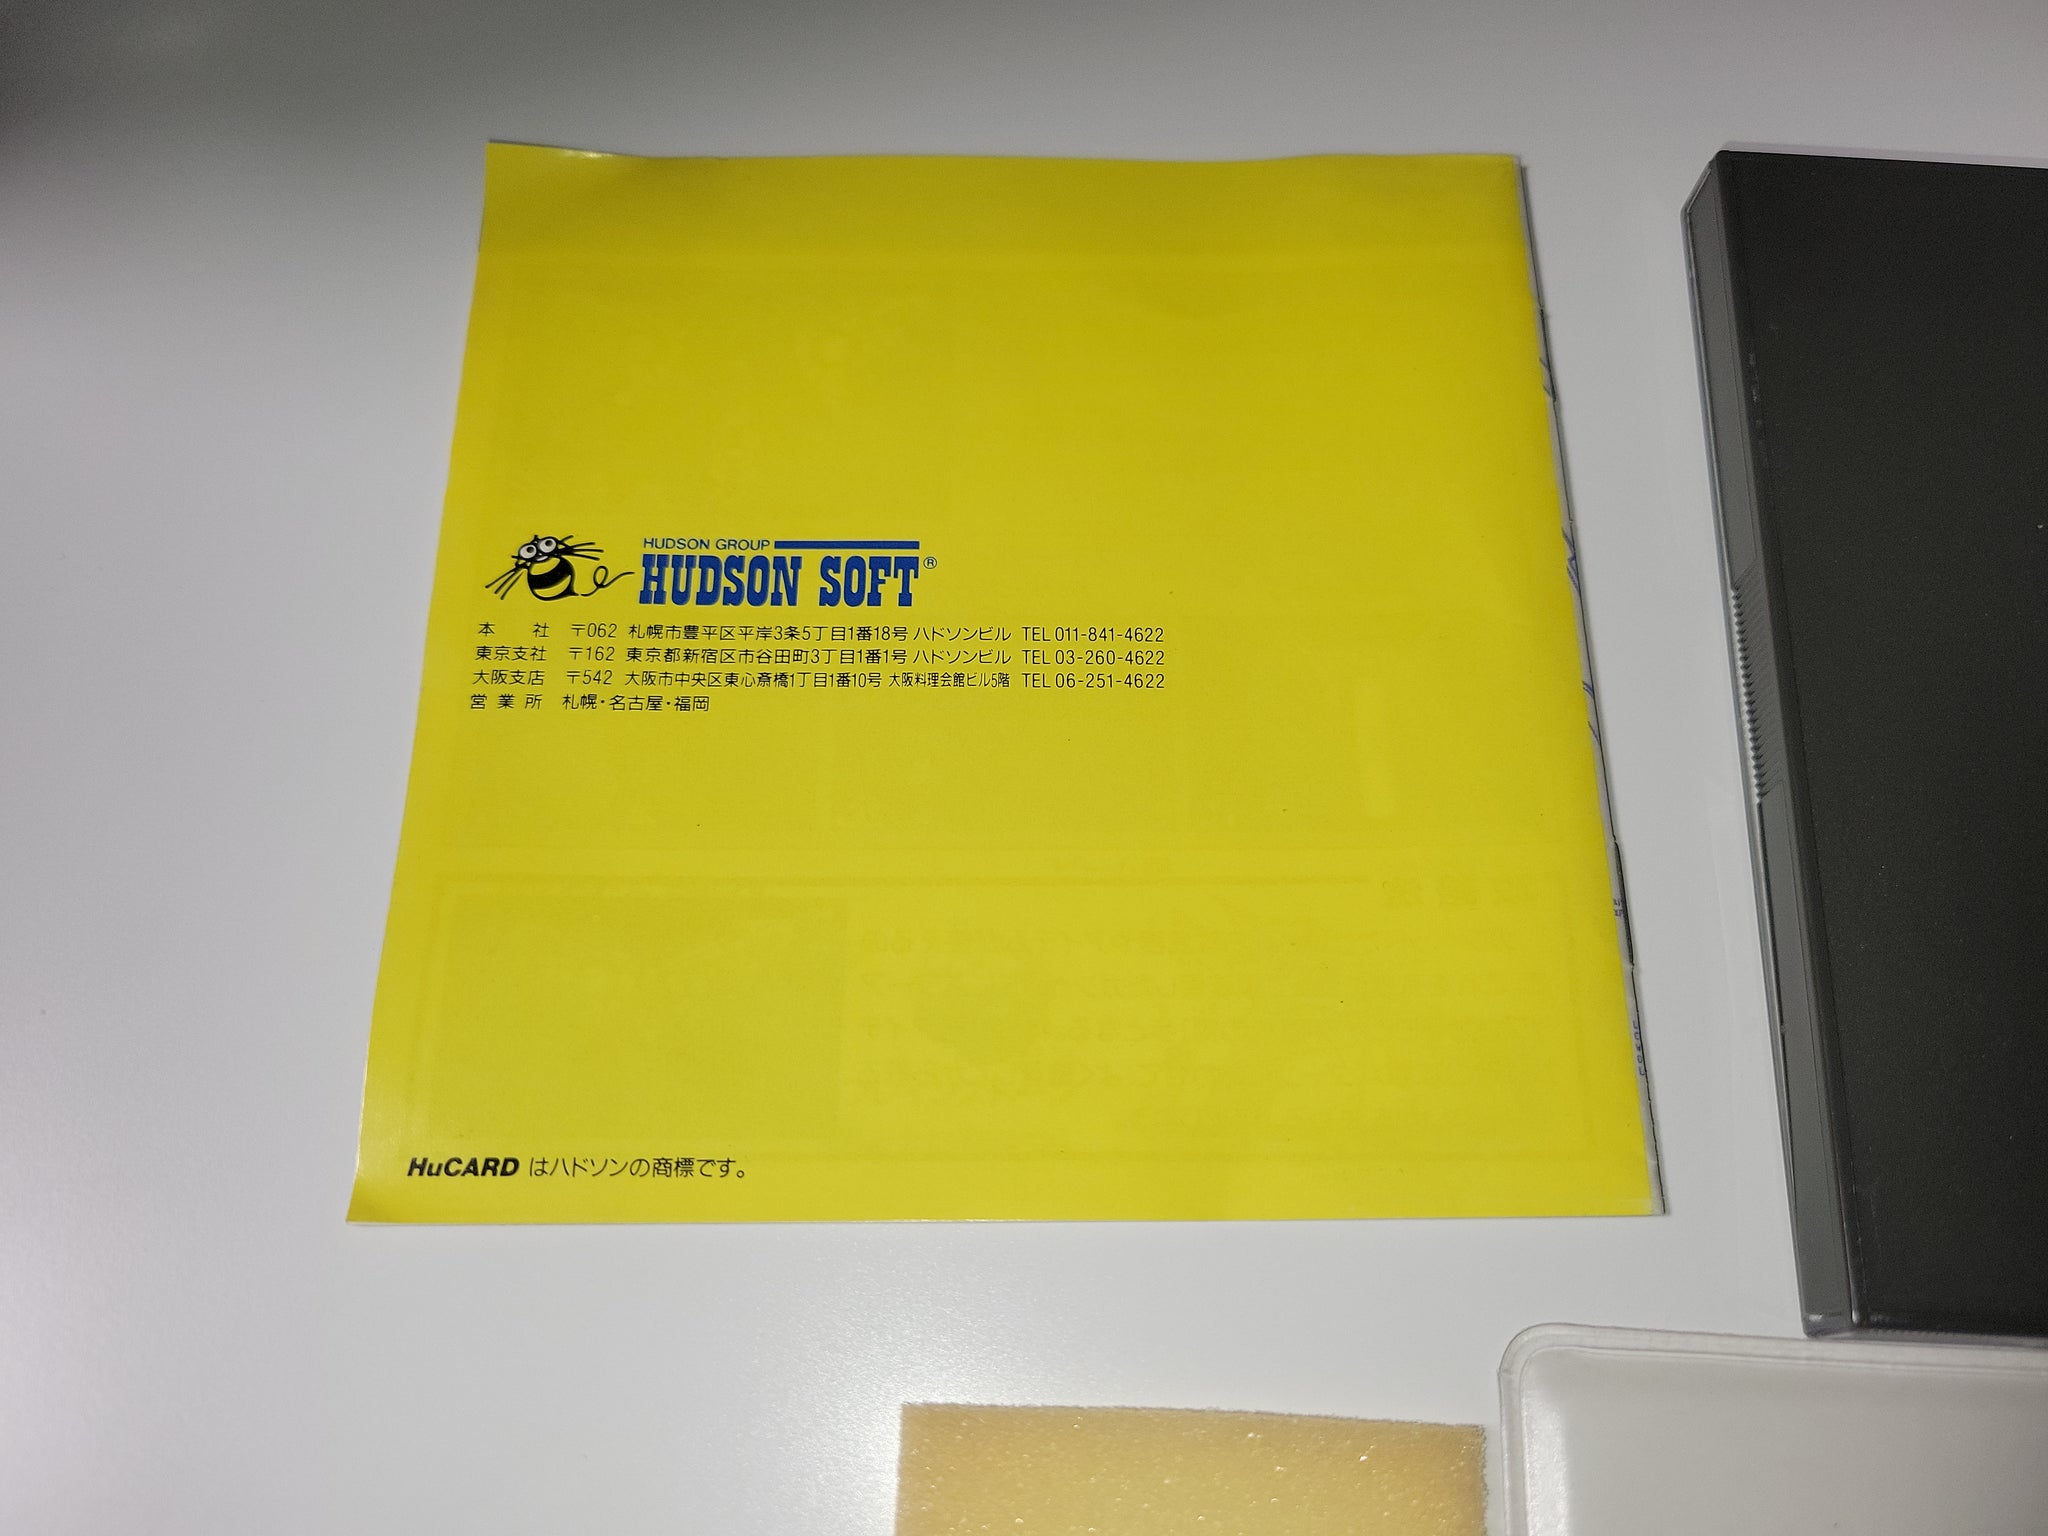 HUDSON GROUP
HUDSON SOFT®
本 社 〒062 札幌市豊平区平岸3条5丁目1番18号 ハドソンビル TEL 011-841-4622
東京支社 〒162 東京都新宿区市谷田町3丁目1番1号 ハドソンビル TEL 03-260-4622
大阪支店 〒542 大阪市中央区東心斎橋1丁目1番10号 大阪料理会館ビル5階 TEL 06-251-4622
営業所 札幌・名古屋・福岡
HuCARD はハドソンの商標です。